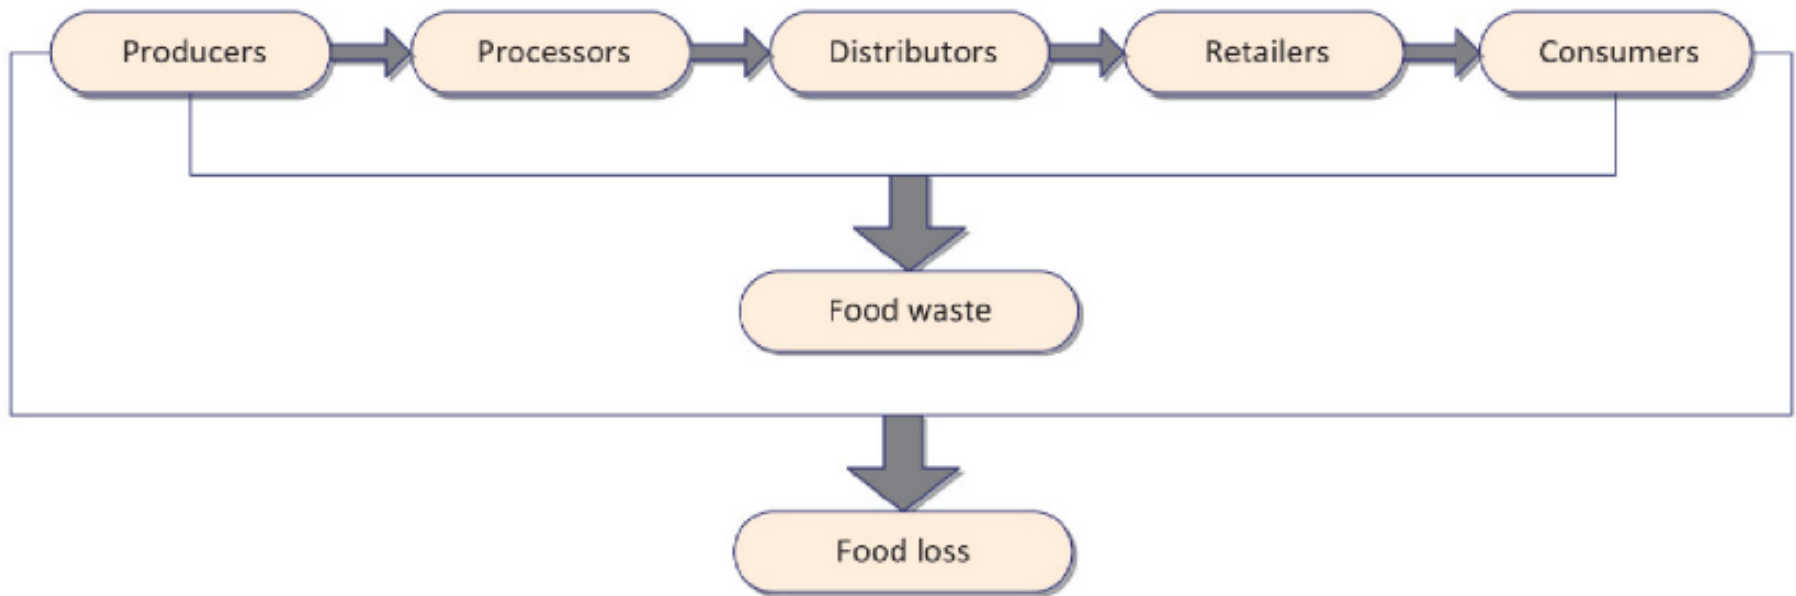 Producers
Processors
Distributors
Retailers
Consumers
Food waste
Food loss